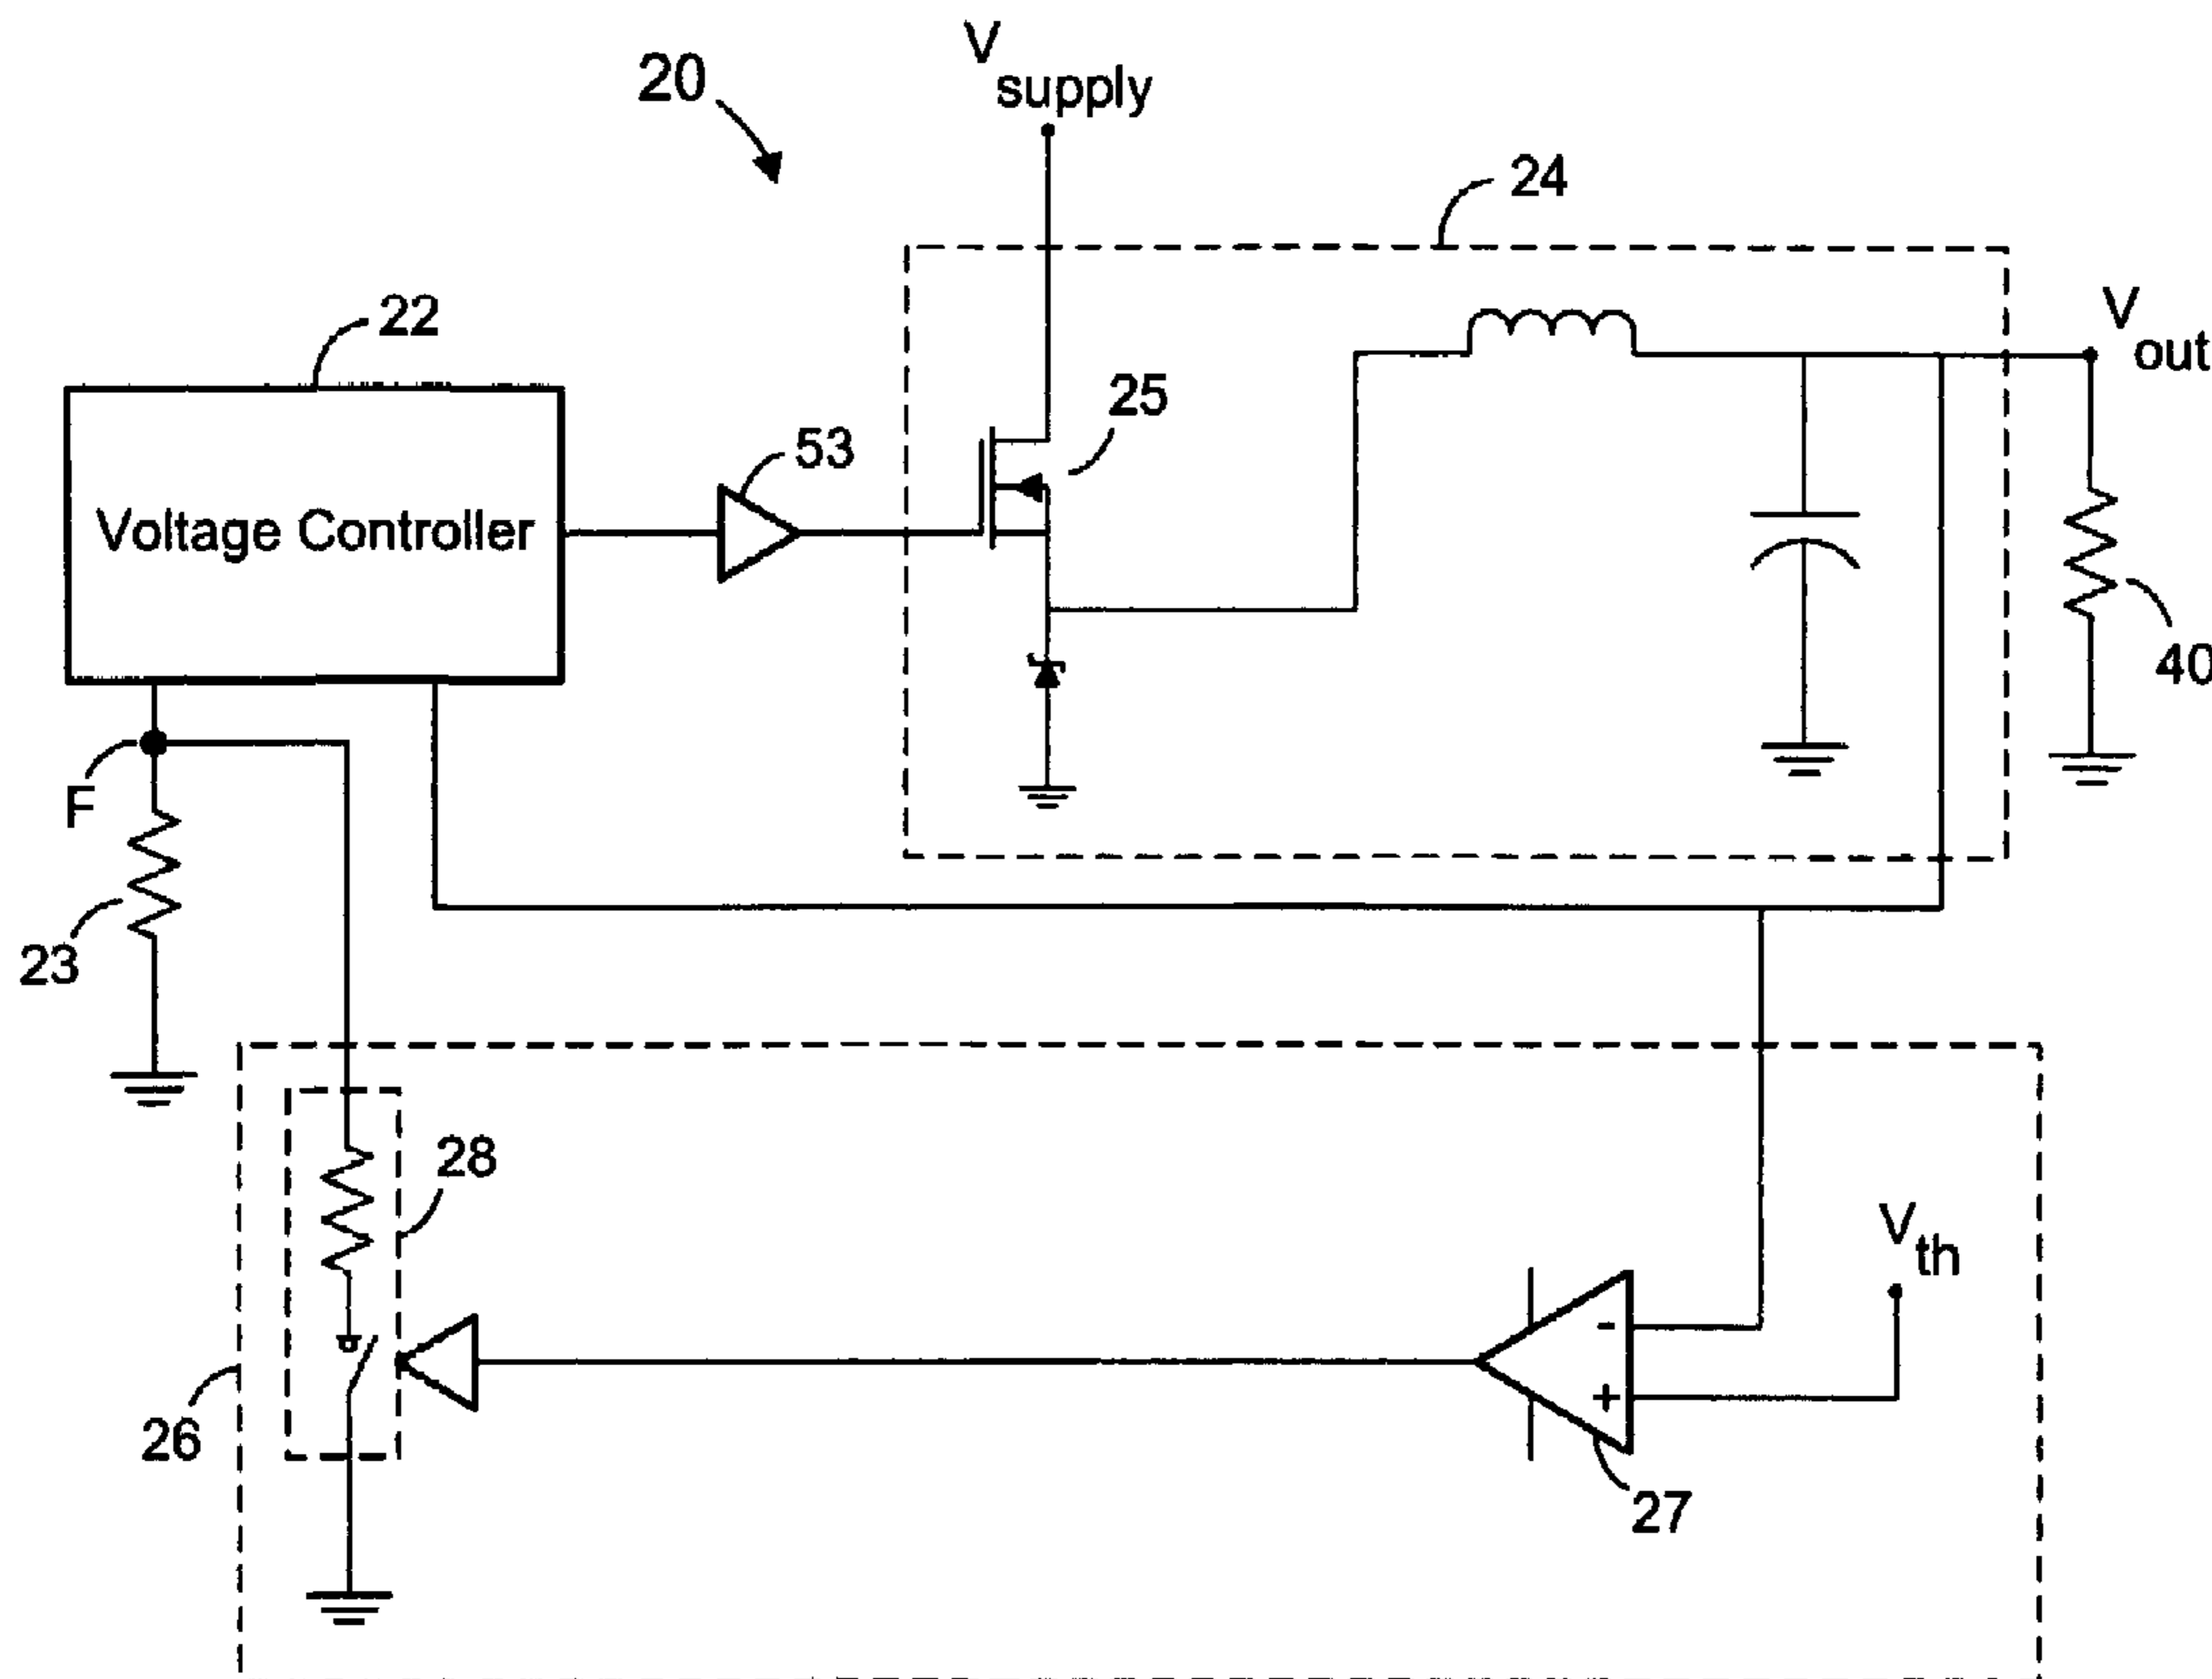 20
V
supply
24
22
V
out
25
53
Voltage Controller
40
F
23
28
V
th
-
+
26
27